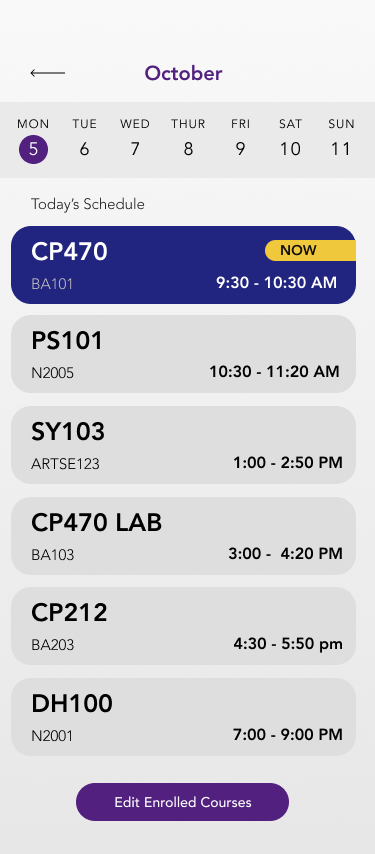 October
MON TUE WED THUR FRI SAT SUN
5 6 7 8 9 10 11
Today's Schedule
CP470 NOW
BA101 9:30 - 10:30 AM
PS101
N2005 10:30 - 11:20 AM
SY103
ARTSE123 1:00 - 2:50 PM
CP470 LAB
BA103 3:00 -  4:20 PM
CP212
BA203 4:30 - 5:50 pm
DH100
N2001 7:00 - 9:00 PM
Edit Enrolled Courses